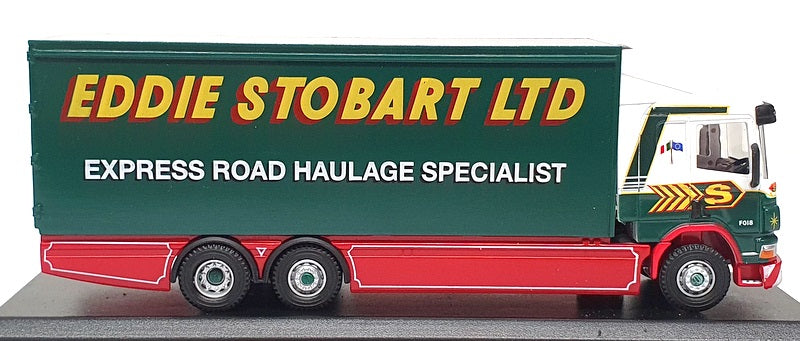 EDDIE STOBART LTD
EXPRESS ROAD HAULAGE SPECIALIST
S
F018